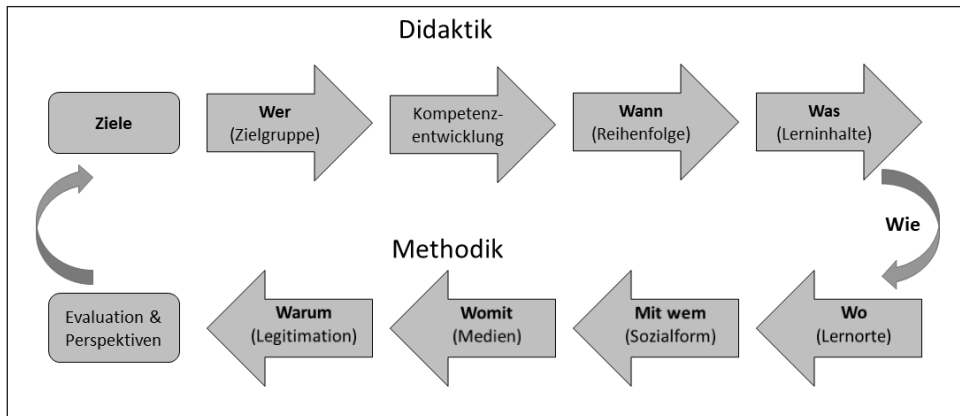 Didaktik
Ziele
Wer
(Zielgruppe)
Kompetenz-
entwicklung
Wann
(Reihenfolge)
Was
(Lerninhalte)
Wie
Methodik
Evaluation &
Perspektiven
Warum
(Legitimation)
Womit
(Medien)
Mit wem
(Sozialform)
Wo
(Lernorte)